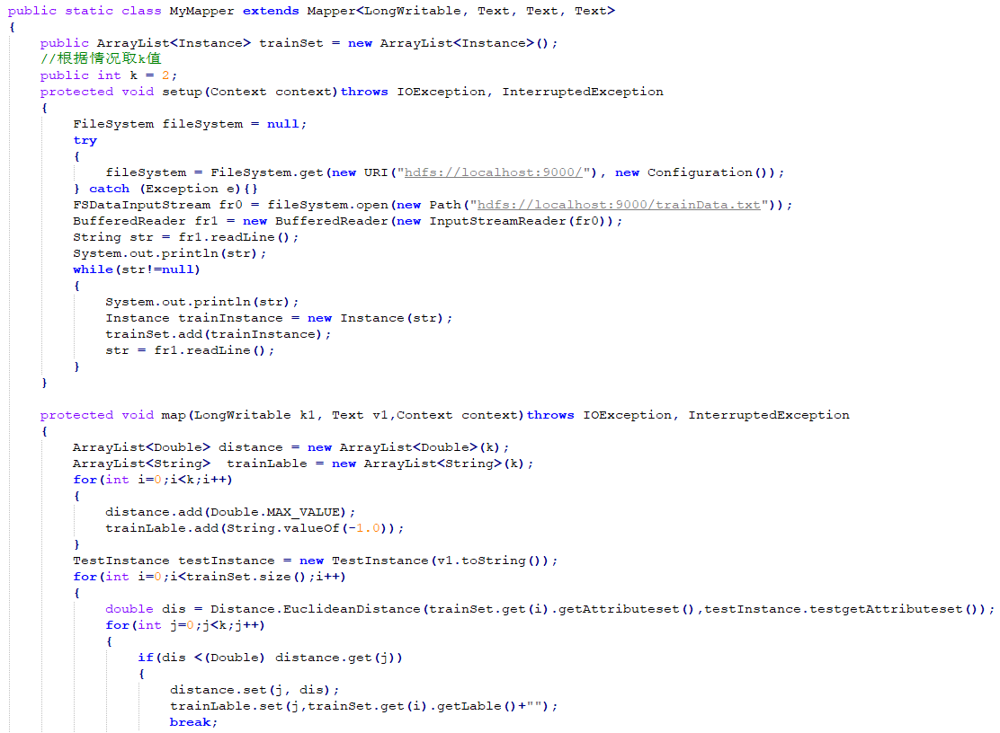 public static class MyMapper extends Mapper<LongWritable, Text, Text, Text>
{
    public ArrayList<Instance> trainSet = new ArrayList<Instance>();
    //根据情况取k值
    public int k = 2;
    protected void setup(Context context)throws IOException, InterruptedException
    {
        FileSystem fileSystem = null;
        try
        {
            fileSystem = FileSystem.get(new URI("hdfs://localhost:9000/"), new Configuration());
        } catch (Exception e){}
        FSDataInputStream fr0 = fileSystem.open(new Path("hdfs://localhost:9000/trainData.txt"));
        BufferedReader fr1 = new BufferedReader(new InputStreamReader(fr0));
        String str = fr1.readLine();
        System.out.println(str);
        while(str!=null)
        {
            System.out.println(str);
            Instance trainInstance = new Instance(str);
            trainSet.add(trainInstance);
            str = fr1.readLine();
        }
    }

    protected void map(LongWritable k1, Text v1,Context context)throws IOException, InterruptedException
    {
        ArrayList<Double> distance = new ArrayList<Double>(k);
        ArrayList<String>  trainLable = new ArrayList<String>(k);
        for(int i=0;i<k;i++)
        {
            distance.add(Double.MAX_VALUE);
            trainLable.add(String.valueOf(-1.0));
        }
        TestInstance testInstance = new TestInstance(v1.toString());
        for(int i=0;i<trainSet.size();i++)
        {
            double dis = Distance.EuclideanDistance(trainSet.get(i).getAttributeset(),testInstance.testgetAttributeset());
            for(int j=0;j<k;j++)
            {
                if(dis <(Double) distance.get(j))
                {
                    distance.set(j, dis);
                    trainLable.set(j,trainSet.get(i).getLable()+"");
                    break;